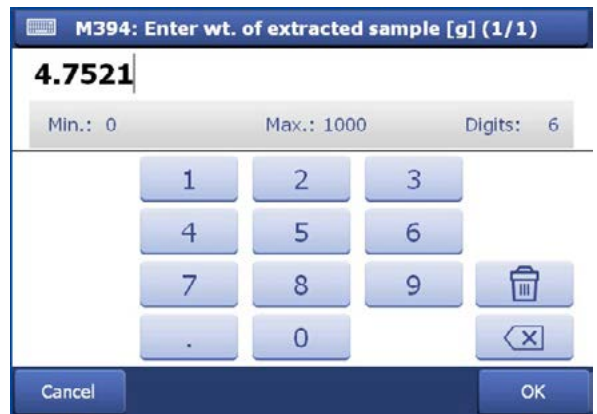 M394: Enter wt. of extracted sample [g] (1/1)
4.7521
Min.: 0 Max.: 1000 Digits: 6
1 2 3
4 5 6
7 8 9
. 0
Cancel OK